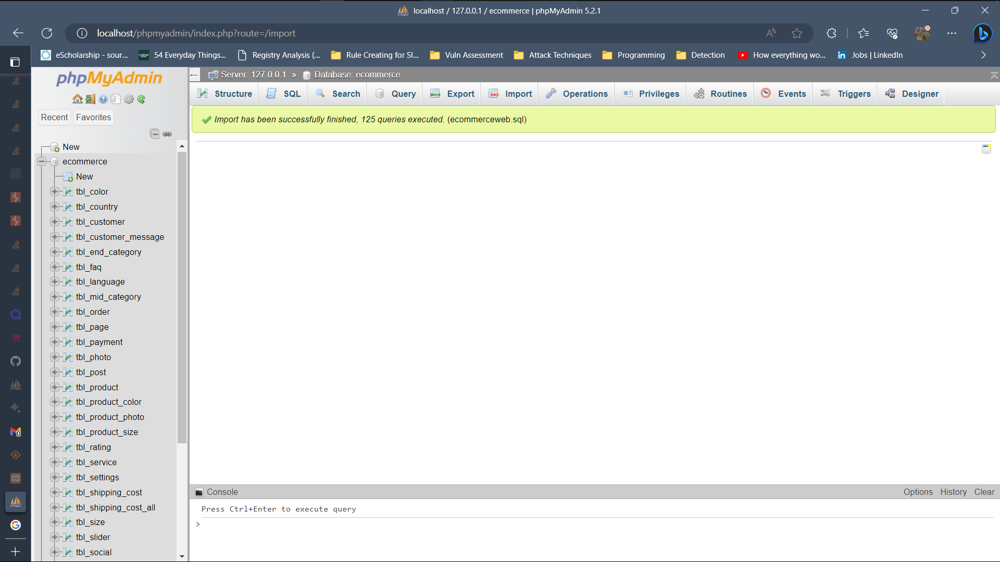 localhost / 127.0.0.1 / ecommerce | phpMyAdmin 5.2.1
localhost/phpmyadmin/index.php?route=/import
eScholarship - sour... 54 Everyday Things... Registry Analysis (... Rule Creating for SI... Vuln Assessment Attack Techniques Programming Detection How everything wo... Jobs | LinkedIn
phpMyAdmin
Recent Favorites
New
ecommerce
New
tbl_color
tbl_country
tbl_customer
tbl_customer_message
tbl_end_category
tbl_faq
tbl_language
tbl_mid_category
tbl_order
tbl_page
tbl_payment
tbl_photo
tbl_post
tbl_product
tbl_product_color
tbl_product_photo
tbl_product_size
tbl_rating
tbl_service
tbl_settings
tbl_shipping_cost
tbl_shipping_cost_all
tbl_size
tbl_slider
tbl_social
Server: 127.0.0.1 » Database: ecommerce
Structure SQL Search Query Export Import Operations Privileges Routines Events Triggers Designer
Import has been successfully finished, 125 queries executed. (ecommerceweb.sql)
Console Options History Clear
Press Ctrl+Enter to execute query
>